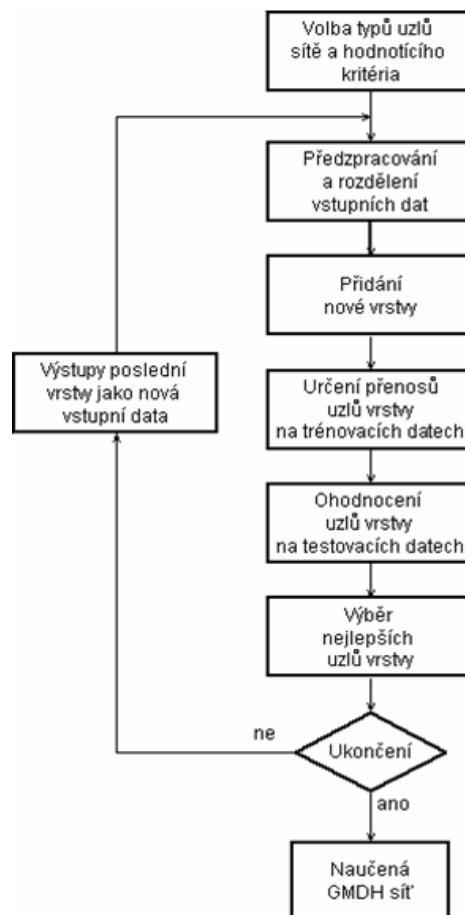 Volba typů uzlů
sítě a hodnotícího
kritéria
Předzpracování
a rozdělení
vstupních dat
Přidání
nové vrstvy
Výstupy poslední
vrstvy jako nová
vstupní data
Určení přenosů
uzlů vrstvy
na trénovacích datech
Ohodnocení
uzlů vrstvy
na testovacích datech
Výběr
nejlepších
uzlů vrstvy
ne
Ukončení
ano
Naučená
GMDH síť